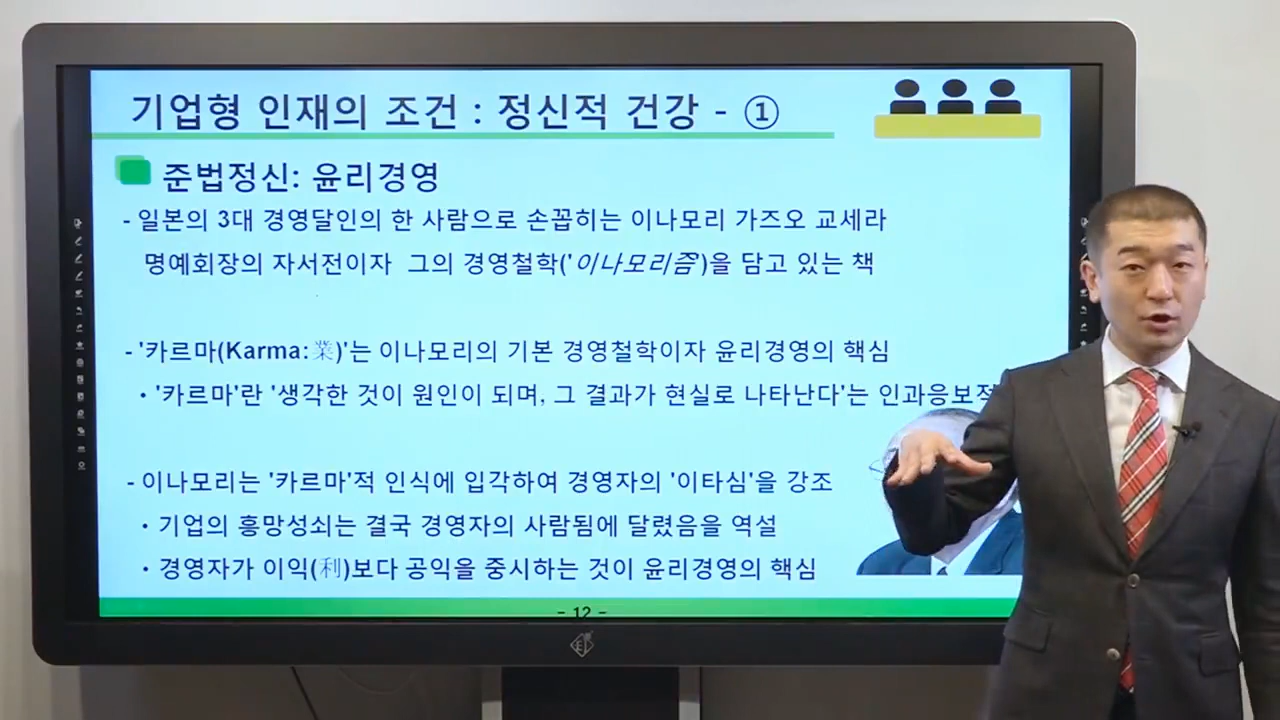 기업형 인재의 조건 : 정신적 건강 - ①
준법정신: 윤리경영
- 일본의 3대 경영달인의 한 사람으로 손꼽히는 이나모리 가즈오 교세라
명예회장의 자서전이자 그의 경영철학('이나모리즘')을 담고 있는 책
- '카르마(Karma:業)'는 이나모리의 기본 경영철학이자 윤리경영의 핵심
• '카르마'란 '생각한 것이 원인이 되며, 그 결과가 현실로 나타난다'는 인과응보적
- 이나모리는 '카르마'적 인식에 입각하여 경영자의 '이타심'을 강조
• 기업의 흥망성쇠는 결국 경영자의 사람됨에 달렸음을 역설
• 경영자가 이익(利)보다 공익을 중시하는 것이 윤리경영의 핵심
- 12 -